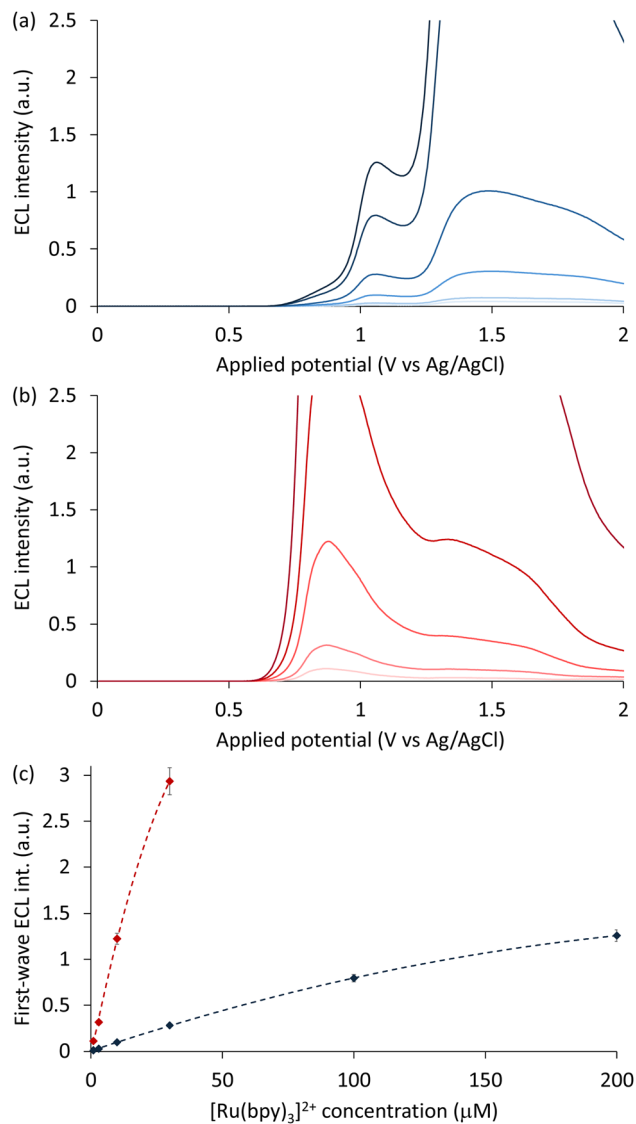 (a)
2.5
2
1.5
1
0.5
0
ECL intensity (a.u.)
0 0.5 1 1.5 2
Applied potential (V vs Ag/AgCl)
(b)
2.5
2
1.5
1
0.5
0
ECL intensity (a.u.)
0 0.5 1 1.5 2
Applied potential (V vs Ag/AgCl)
(c)
3
2.5
2
1.5
1
0.5
0
First-wave ECL int. (a.u.)
0 50 100 150 200
[Ru(bpy)₃]²⁺ concentration (μM)